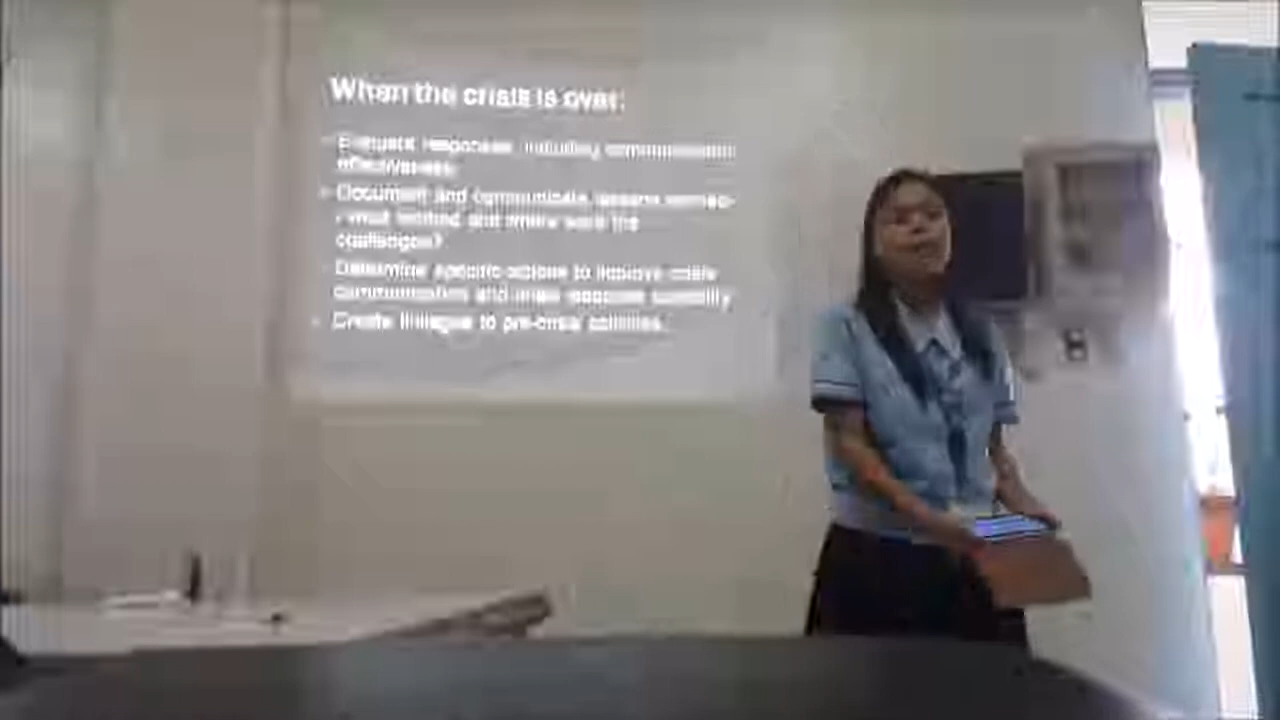 When the crisis is over:
Evaluate responses, including communication
effectiveness.
Document and communicate lessons learned-
- what worked and where were the
challenges?
Determine specific actions to improve crisis
communication and crisis response capability
Create linkages to pre-crisis activities.